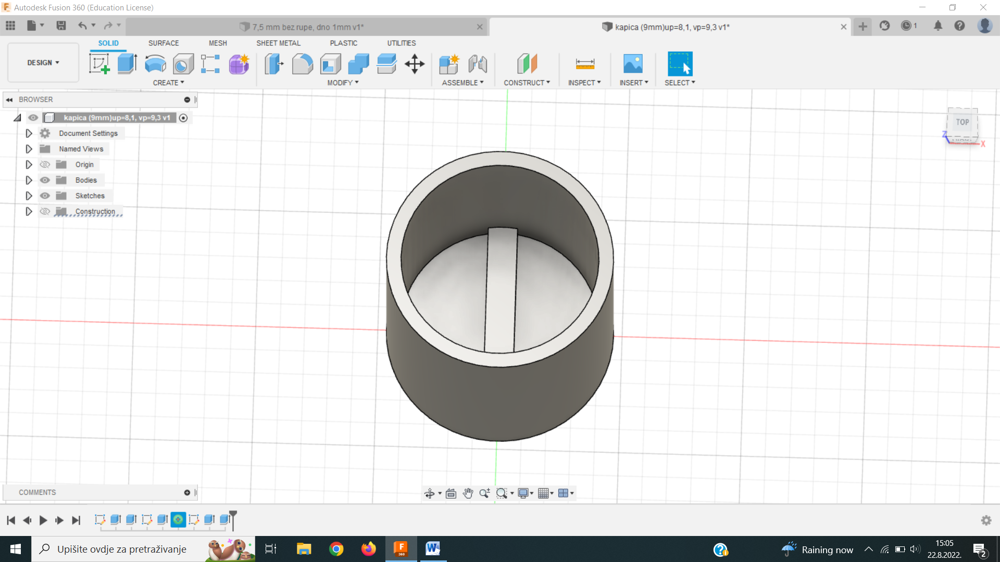 Autodesk Fusion 360 (Education License)
7,5 mm bez rupe, dno 1mm v1*
kapica (9mm)up=8,1, vp=9,3 v1*
1
SOLID SURFACE MESH SHEET METAL PLASTIC UTILITIES
DESIGN
CREATE MODIFY ASSEMBLE CONSTRUCT INSPECT INSERT SELECT
BROWSER
kapica (9mm)up=8,1, vp=9,3 v1
Document Settings
Named Views
Origin
Bodies
Sketches
Construction
TOP
Z
X
COMMENTS
Upišite ovdje za pretraživanje
F
360
W
Raining now
15:05
22.8.2022.
2